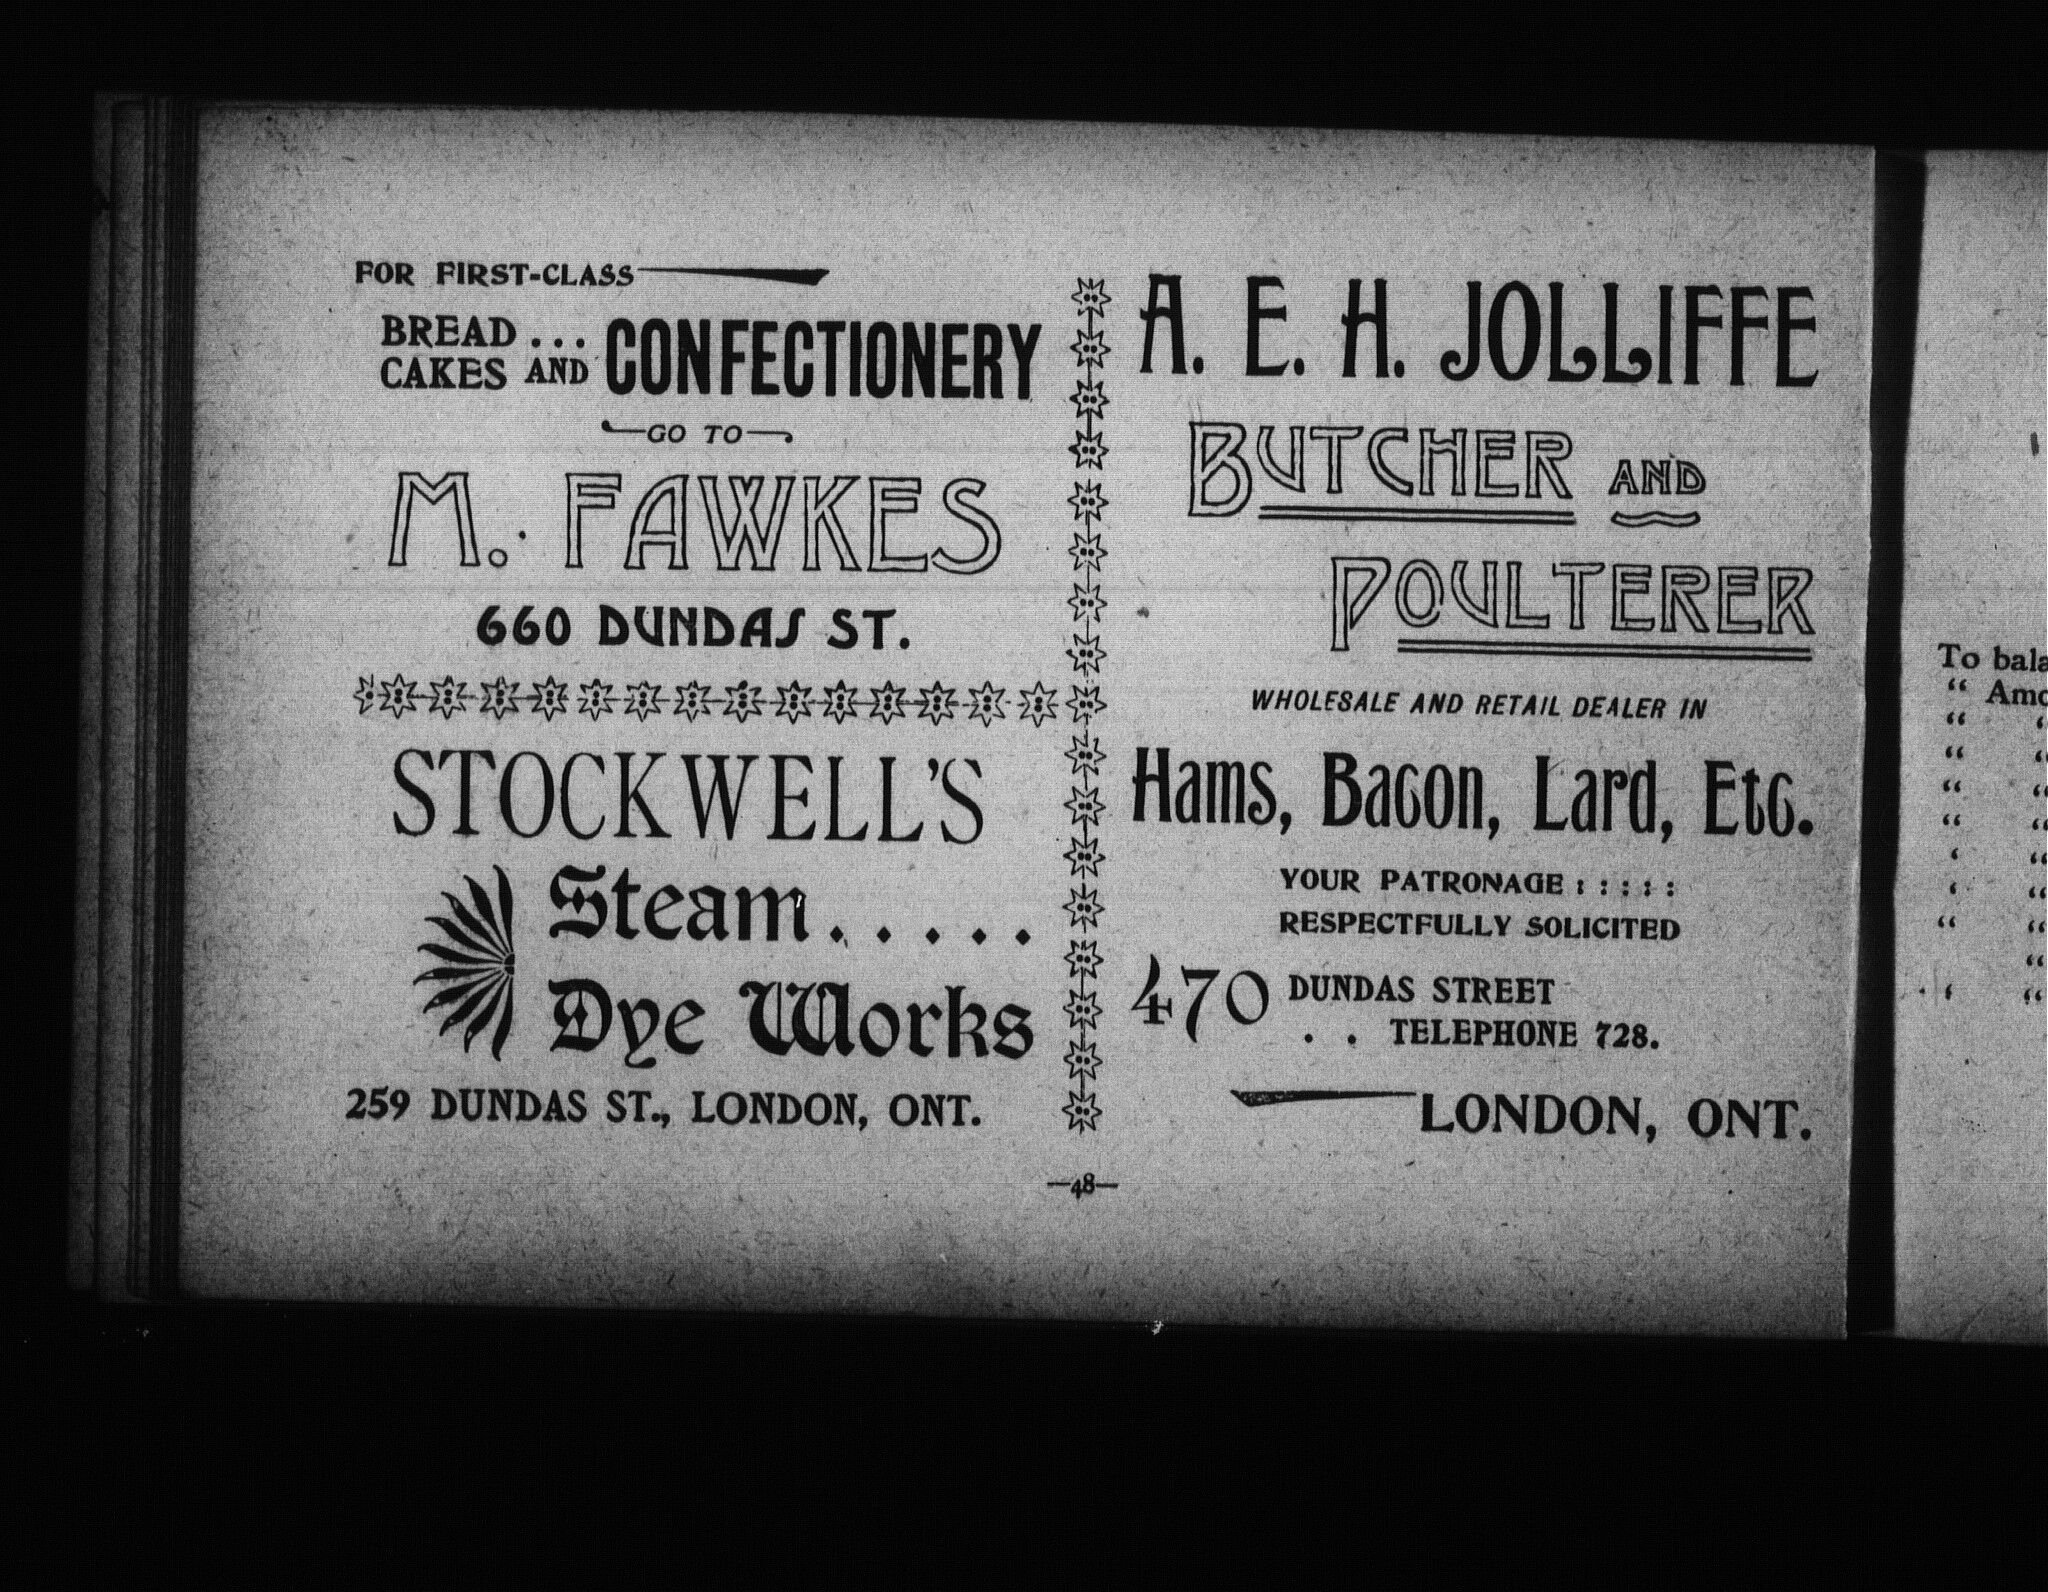 FOR FIRST-CLASS
BREAD . . .
CAKES AND CONFECTIONERY
GO TO
M. FAWKES
660 DUNDAS ST.
STOCKWELL'S
Steam . . . . .
Dye Works
259 DUNDAS ST., LONDON, ONT.
A. E. H. JOLLIFFE
BUTCHER AND
POULTERER
WHOLESALE AND RETAIL DEALER IN
Hams, Bacon, Lard, Etc.
YOUR PATRONAGE : : : : :
RESPECTFULLY SOLICITED
470 DUNDAS STREET
. . TELEPHONE 728.
LONDON, ONT.
—48—
To
“
“ “
“ “
“ “
“ “
‘ “
‘ “
“ “
“
‘ “